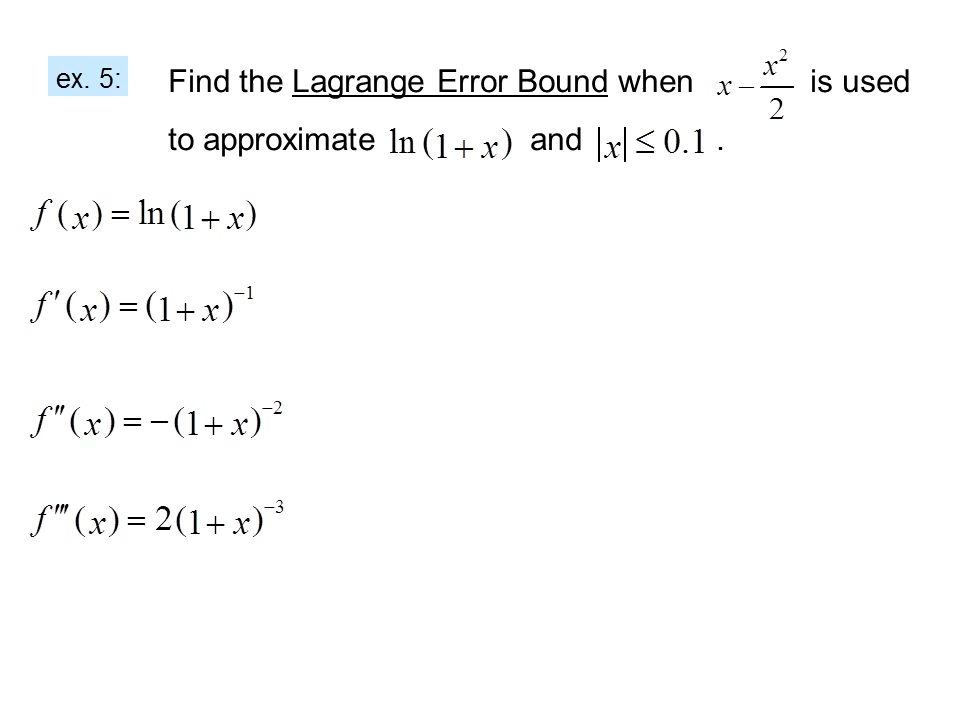 ex. 5: Find the Lagrange Error Bound when x − x²/2 is used
to approximate ln(1+x) and |x| ≤ 0.1 .
f(x) = ln(1+x)
f′(x) = (1+x)⁻¹
f″(x) = −(1+x)⁻²
f‴(x) = 2(1+x)⁻³